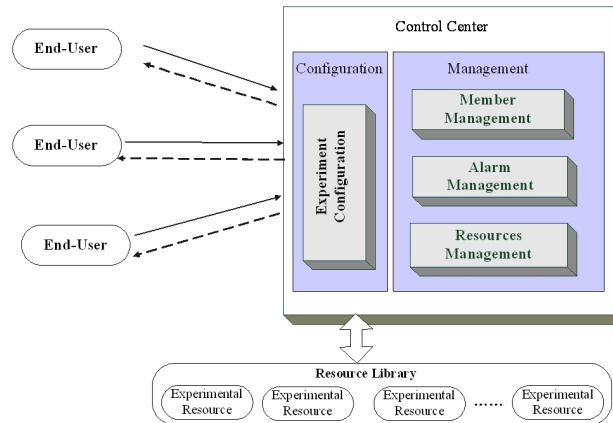 Control Center
End-User
End-User
End-User
Configuration
Experiment
Configuration
Management
Member
Management
Alarm
Management
Resources
Management
Resource Library
Experimental
Resource
Experimental
Resource
Experimental
Resource
......
Experimental
Resource